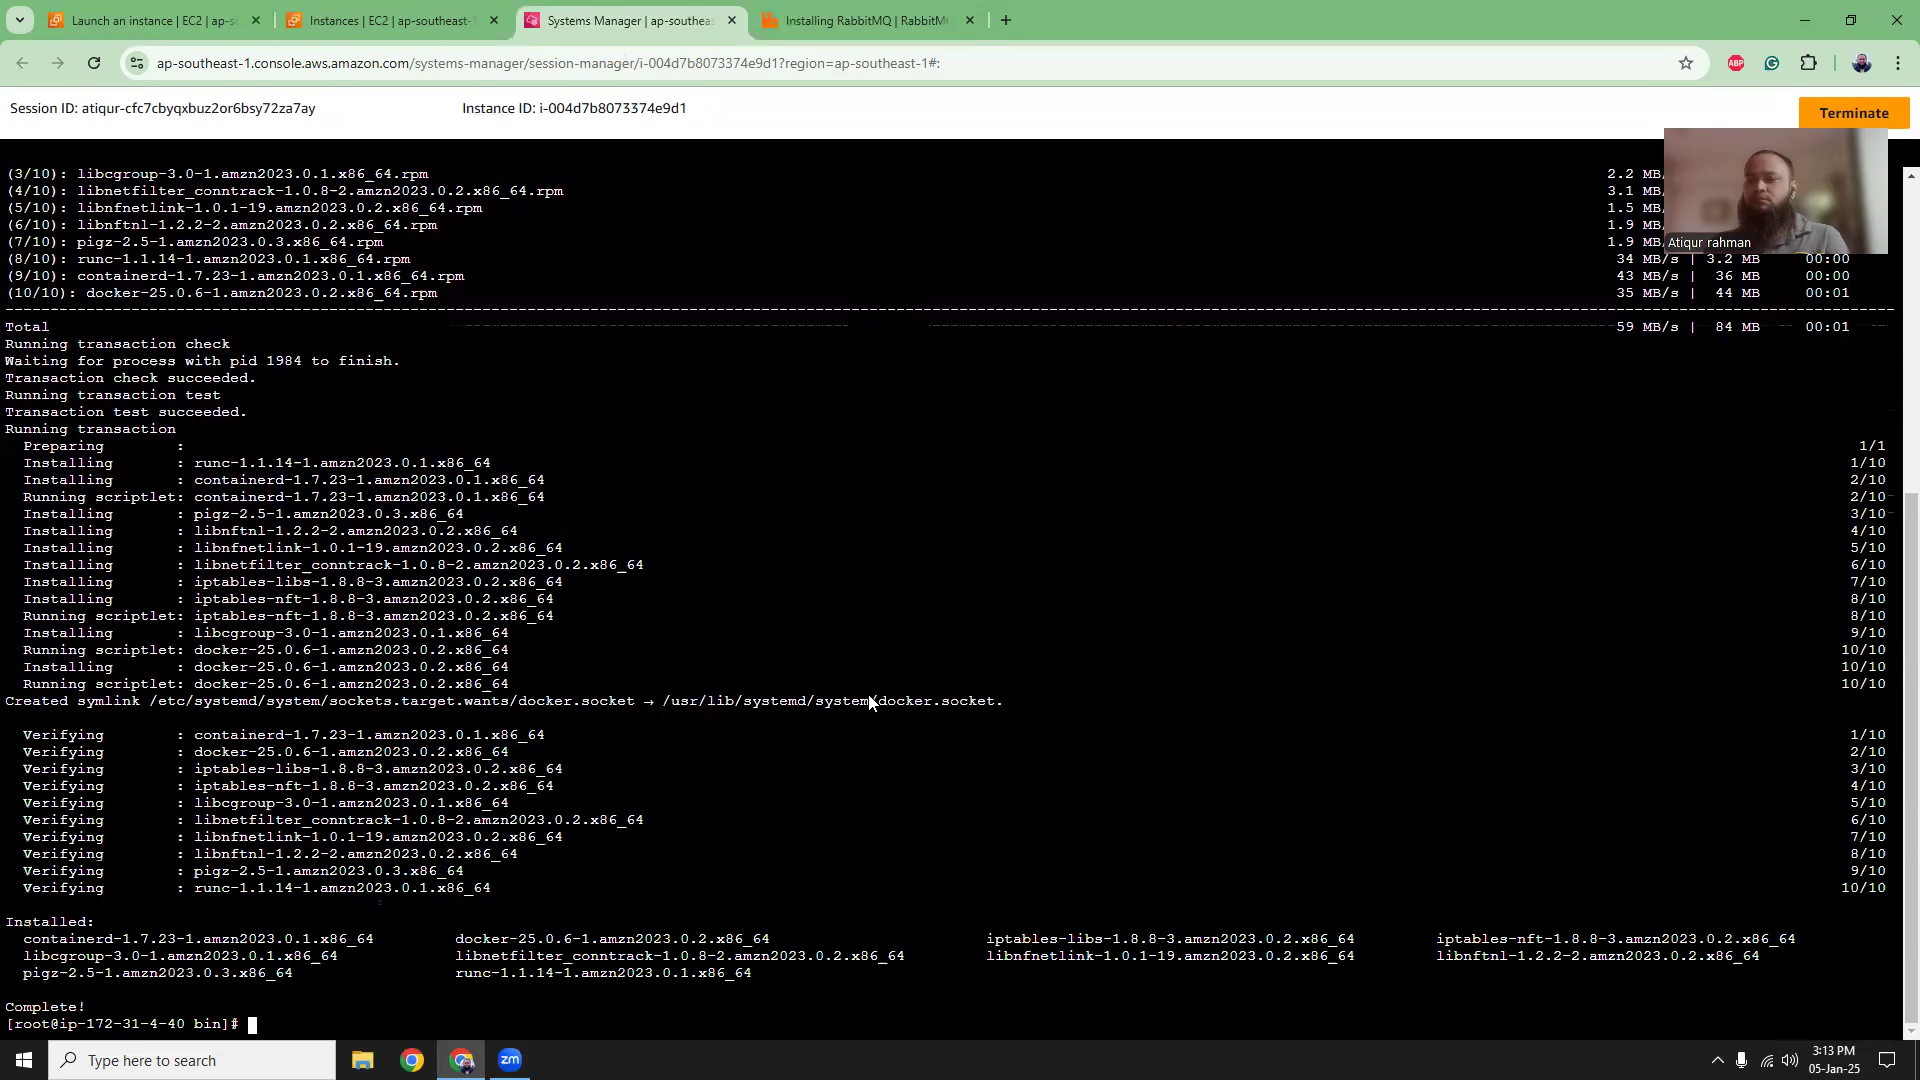 Launch an instance | EC2 | ap-s
Instances | EC2 | ap-southeast-1
Systems Manager | ap-southeas
Installing RabbitMQ | RabbitM
ap-southeast-1.console.aws.amazon.com/systems-manager/session-manager/i-004d7b8073374e9d1?region=ap-southeast-1#:
ABP
Session ID: atiqur-cfc7cbyqxbuz2or6bsy72za7ay
Instance ID: i-004d7b8073374e9d1
Terminate
(3/10): libcgroup-3.0-1.amzn2023.0.1.x86_64.rpm 2.2 MB/
(4/10): libnetfilter_conntrack-1.0.8-2.amzn2023.0.2.x86_64.rpm 3.1 MB/
(5/10): libnfnetlink-1.0.1-19.amzn2023.0.2.x86_64.rpm 1.5 MB/
(6/10): libnftnl-1.2.2-2.amzn2023.0.2.x86_64.rpm 1.9 MB/
(7/10): pigz-2.5-1.amzn2023.0.3.x86_64.rpm 1.9 MB/
Atiqur rahman
(8/10): runc-1.1.14-1.amzn2023.0.1.x86_64.rpm 34 MB/s | 3.2 MB 00:00
(9/10): containerd-1.7.23-1.amzn2023.0.1.x86_64.rpm 43 MB/s | 36 MB 00:00
(10/10): docker-25.0.6-1.amzn2023.0.2.x86_64.rpm 35 MB/s | 44 MB 00:01
Total 59 MB/s | 84 MB 00:01
Running transaction check
Waiting for process with pid 1984 to finish.
Transaction check succeeded.
Running transaction test
Transaction test succeeded.
Running transaction
Preparing : 1/1
Installing : runc-1.1.14-1.amzn2023.0.1.x86_64 1/10
Installing : containerd-1.7.23-1.amzn2023.0.1.x86_64 2/10
Running scriptlet: containerd-1.7.23-1.amzn2023.0.1.x86_64 2/10
Installing : pigz-2.5-1.amzn2023.0.3.x86_64 3/10
Installing : libnftnl-1.2.2-2.amzn2023.0.2.x86_64 4/10
Installing : libnfnetlink-1.0.1-19.amzn2023.0.2.x86_64 5/10
Installing : libnetfilter_conntrack-1.0.8-2.amzn2023.0.2.x86_64 6/10
Installing : iptables-libs-1.8.8-3.amzn2023.0.2.x86_64 7/10
Installing : iptables-nft-1.8.8-3.amzn2023.0.2.x86_64 8/10
Running scriptlet: iptables-nft-1.8.8-3.amzn2023.0.2.x86_64 8/10
Installing : libcgroup-3.0-1.amzn2023.0.1.x86_64 9/10
Running scriptlet: docker-25.0.6-1.amzn2023.0.2.x86_64 10/10
Installing : docker-25.0.6-1.amzn2023.0.2.x86_64 10/10
Running scriptlet: docker-25.0.6-1.amzn2023.0.2.x86_64 10/10
Created symlink /etc/systemd/system/sockets.target.wants/docker.socket → /usr/lib/systemd/system/docker.socket.
Verifying : containerd-1.7.23-1.amzn2023.0.1.x86_64 1/10
Verifying : docker-25.0.6-1.amzn2023.0.2.x86_64 2/10
Verifying : iptables-libs-1.8.8-3.amzn2023.0.2.x86_64 3/10
Verifying : iptables-nft-1.8.8-3.amzn2023.0.2.x86_64 4/10
Verifying : libcgroup-3.0-1.amzn2023.0.1.x86_64 5/10
Verifying : libnetfilter_conntrack-1.0.8-2.amzn2023.0.2.x86_64 6/10
Verifying : libnfnetlink-1.0.1-19.amzn2023.0.2.x86_64 7/10
Verifying : libnftnl-1.2.2-2.amzn2023.0.2.x86_64 8/10
Verifying : pigz-2.5-1.amzn2023.0.3.x86_64 9/10
Verifying : runc-1.1.14-1.amzn2023.0.1.x86_64 10/10
Installed:
containerd-1.7.23-1.amzn2023.0.1.x86_64 docker-25.0.6-1.amzn2023.0.2.x86_64 iptables-libs-1.8.8-3.amzn2023.0.2.x86_64 iptables-nft-1.8.8-3.amzn2023.0.2.x86_64
libcgroup-3.0-1.amzn2023.0.1.x86_64 libnetfilter_conntrack-1.0.8-2.amzn2023.0.2.x86_64 libnfnetlink-1.0.1-19.amzn2023.0.2.x86_64 libnftnl-1.2.2-2.amzn2023.0.2.x86_64
pigz-2.5-1.amzn2023.0.3.x86_64 runc-1.1.14-1.amzn2023.0.1.x86_64
Complete!
[root@ip-172-31-4-40 bin]#
Type here to search
zm
3:13 PM
05-Jan-25